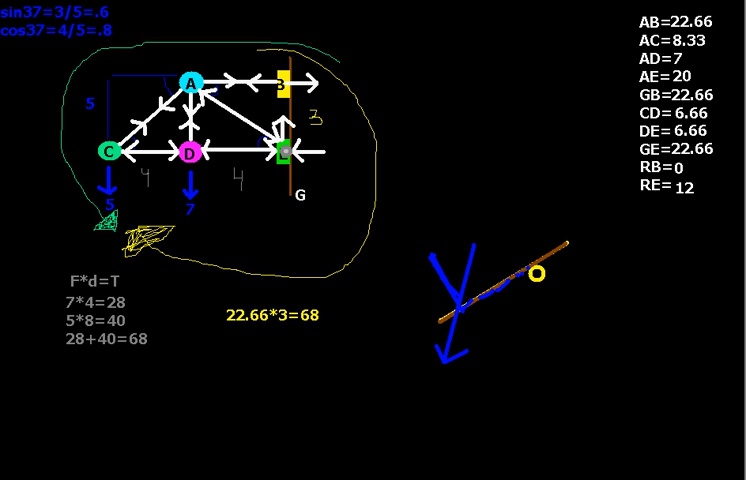 sin37=3/5=.6
cos37=4/5=.8
AB=22.66
AC=8.33
AD=7
AE=20
GB=22.66
CD=6.66
DE=6.66
GE=22.66
RB=0
RE=12
A
B
5
3
C
D
4
4
G
5
7
F*d=T
7*4=28
5*8=40
28+40=68
22.66*3=68
O